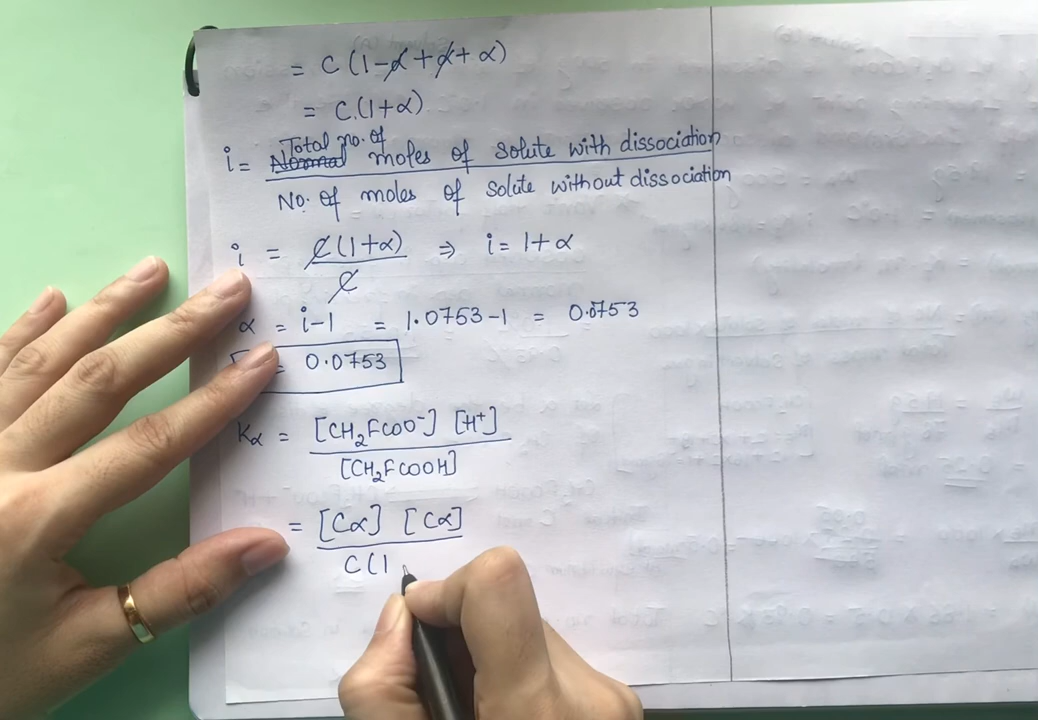 = C (1-α + α + α)
= C.(1+α)
i = Total no. of moles of solute with dissociation
No. of moles of solute without dissociation
i = C(1+α) / C ⇒ i = 1+α
α = i-1 = 1.0753-1 = 0.0753
= 0.0753
Kα = [CH₂FCOO⁻] [H⁺]
[CH₂FCOOH]
= [Cα] [Cα]
C(1